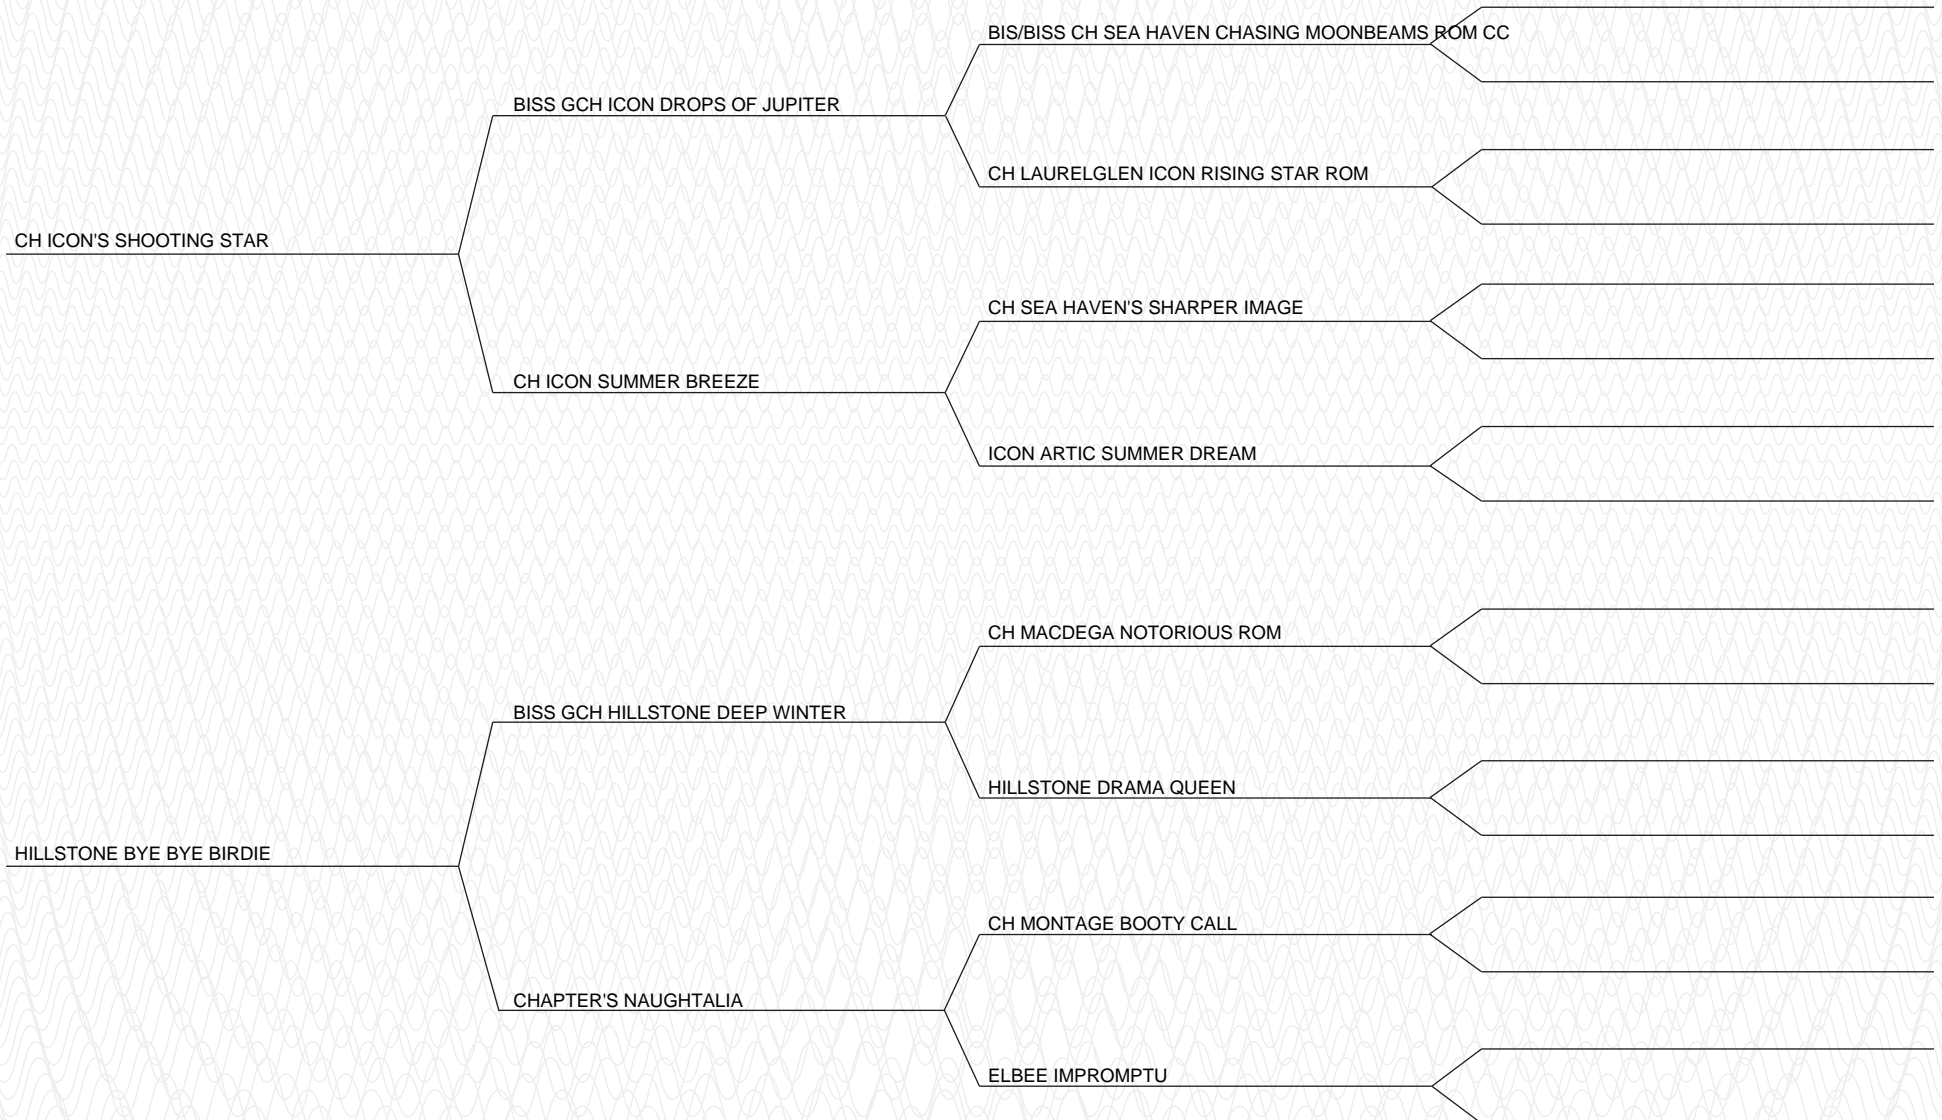 BIS/BISS CH SEA HAVEN CHASING MOONBEAMS ROM CC
BISS GCH ICON DROPS OF JUPITER
CH LAURELGLEN ICON RISING STAR ROM
CH ICON'S SHOOTING STAR
CH SEA HAVEN'S SHARPER IMAGE
CH ICON SUMMER BREEZE
ICON ARTIC SUMMER DREAM
CH MACDEGA NOTORIOUS ROM
BISS GCH HILLSTONE DEEP WINTER
HILLSTONE DRAMA QUEEN
HILLSTONE BYE BYE BIRDIE
CH MONTAGE BOOTY CALL
CHAPTER'S NAUGHTALIA
ELBEE IMPROMPTU